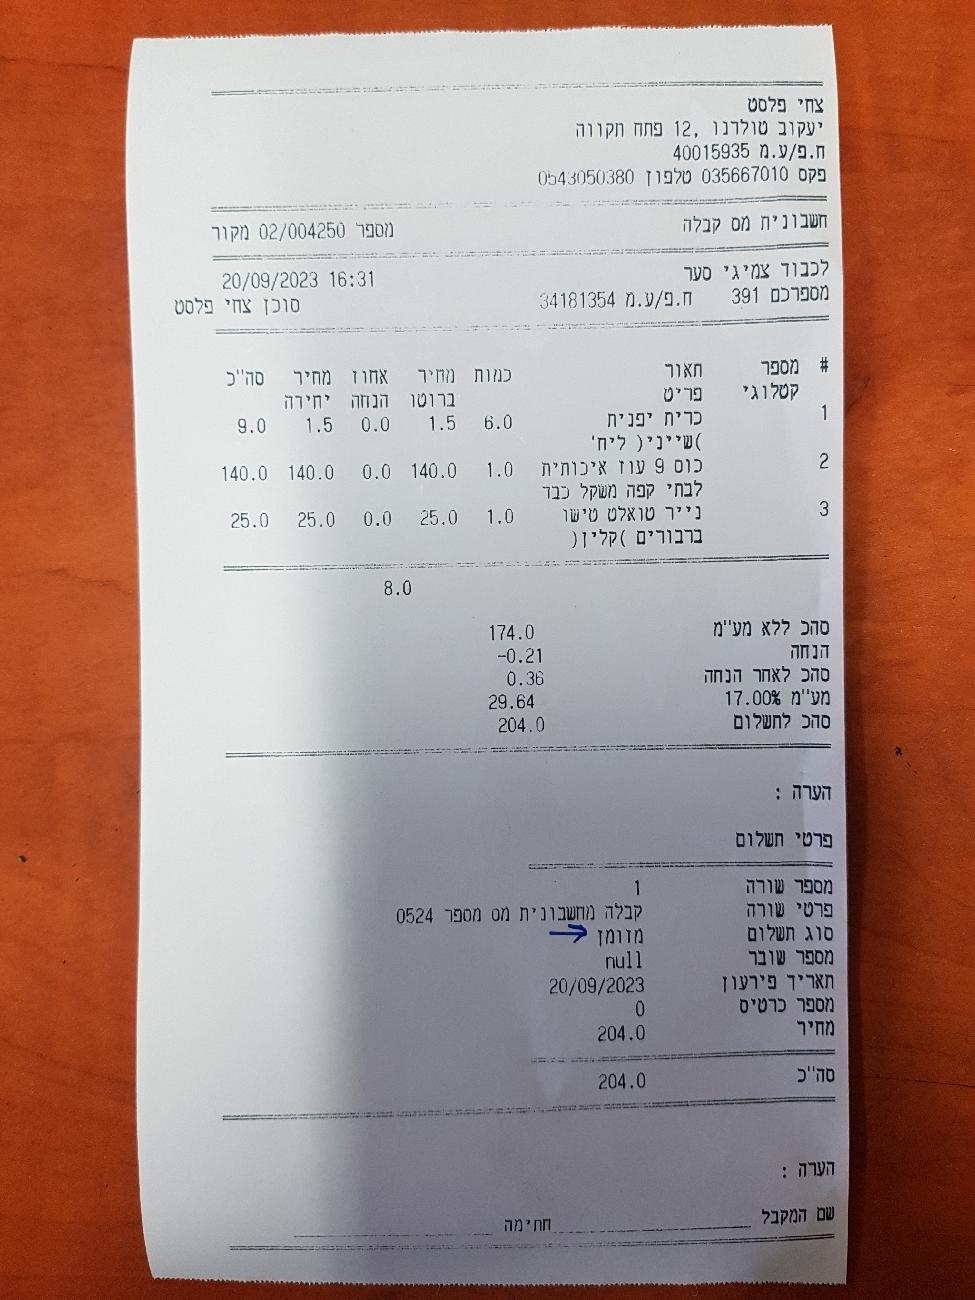 צחי פלסט
יעקוב טולדנו ,12 פתח תקווה
ח.פ/ע.מ 40015935
פקס 035667010 טלפון 0543050380
חשבונית מס קבלה מספר 02/004250 מקור
לכבוד צמיגי סער 20/09/2023 16:31
מספרכם 391 ח.פ/ע.מ 34181354 סוכן צחי פלסט
# מספר תאור כמות מחיר אחוז מחיר סה''כ
קטלוגי פריט ברוטו הנחה יחידה
1 כרית יפנית 6.0 1.5 0.0 1.5 9.0
)שייני( ליח'
2 כוס 9 עוז איכותית 1.0 140.0 0.0 140.0 140.0
לבתי קפה משקל כבד
3 נייר טואלט טישו 1.0 25.0 0.0 25.0 25.0
ברבורים )קלין(
8.0
סהכ ללא מע''מ 174.0
הנחה -0.21
סהכ לאחר הנחה 0.36
מע''מ 17.00% 29.64
סהכ לתשלום 204.0
הערה :
פרטי תשלום
מספר שורה 1
פרטי שורה קבלה מחשבונית מס מספר 0524
סוג תשלום מזומן →
מספר שובר null
תאריך פירעון 20/09/2023
מספר כרטיס 0
מחיר 204.0
סה''כ 204.0
הערה :
שם המקבל חתימה